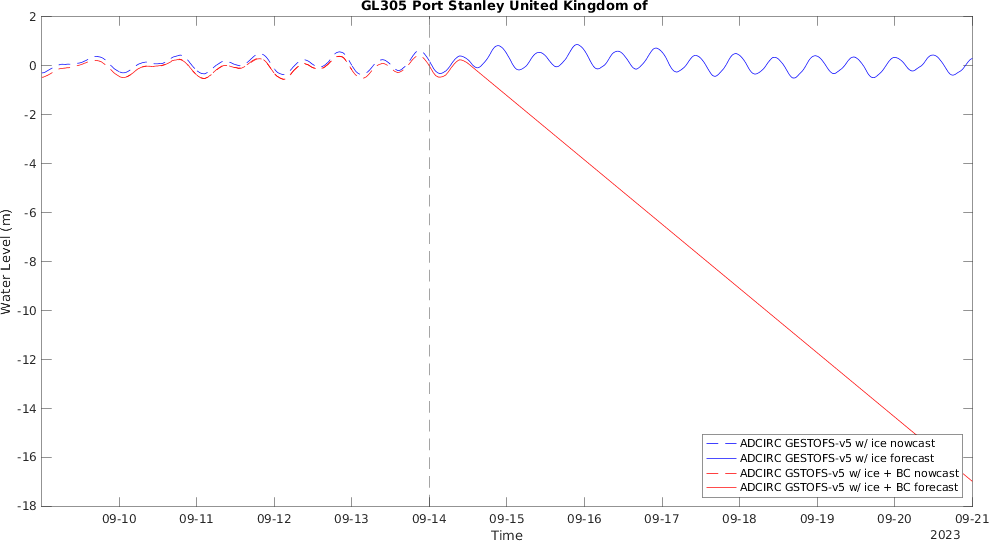 GL305 Port Stanley United Kingdom of
2
0
-2
-4
-6
-8
-10
-12
-14
-16
-18
Water Level (m)
ADCIRC GESTOFS-v5 w/ ice nowcast
ADCIRC GESTOFS-v5 w/ ice forecast
ADCIRC GSTOFS-v5 w/ ice + BC nowcast
ADCIRC GSTOFS-v5 w/ ice + BC forecast
09-10 09-11 09-12 09-13 09-14 09-15 09-16 09-17 09-18 09-19 09-20 09-21
Time
2023